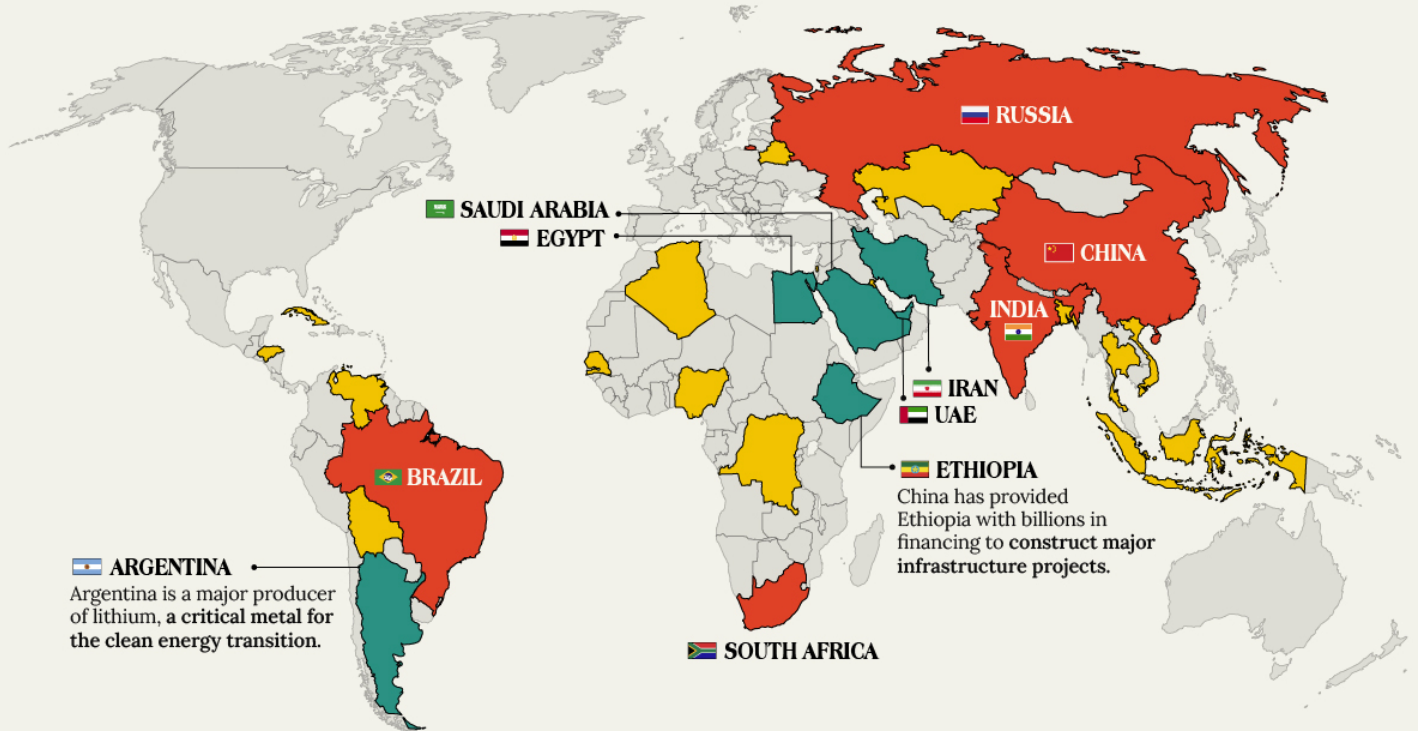 RUSSIA
SAUDI ARABIA
EGYPT
CHINA
INDIA
IRAN
UAE
BRAZIL
ETHIOPIA
China has provided
Ethiopia with billions in
financing to construct major
infrastructure projects.
ARGENTINA
Argentina is a major producer
of lithium, a critical metal for
the clean energy transition.
SOUTH AFRICA